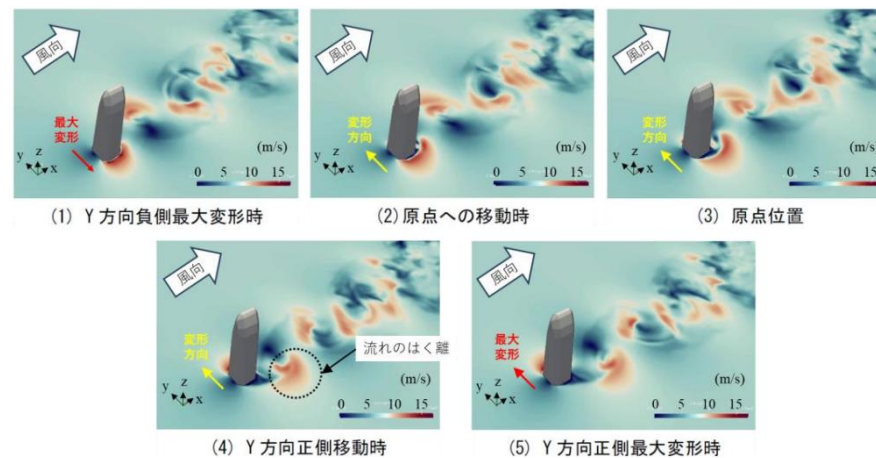 風向
最大
変形
y z x
(m/s)
0 5 10 15
(1) Y方向負側最大変形時
風向
変形
方向
y z x
(m/s)
0 5 10 15
(2) 原点への移動時
風向
変形
方向
y z x
(m/s)
0 5 10 15
(3) 原点位置
風向
変形
方向
流れのはく離
y z x
(m/s)
0 5 10 15
(4) Y方向正側移動時
風向
最大
変形
y z x
(m/s)
0 5 10 15
(5) Y方向正側最大変形時